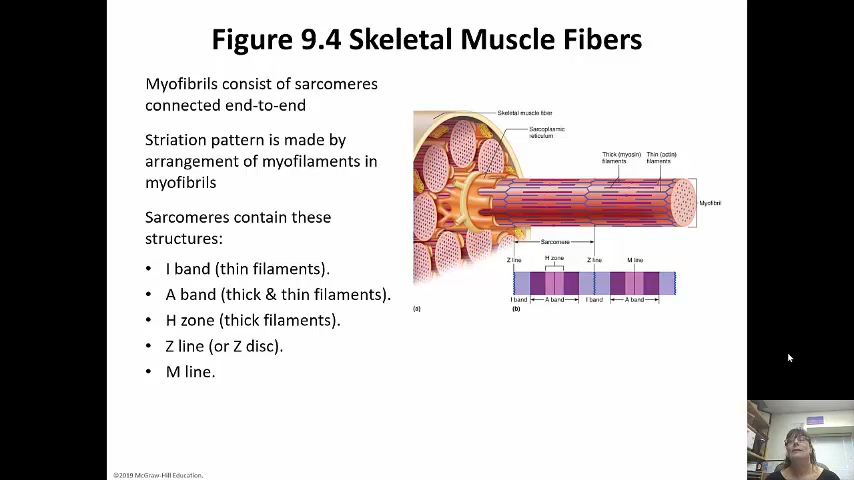 Figure 9.4 Skeletal Muscle Fibers
Myofibrils consist of sarcomeres
connected end-to-end
Striation pattern is made by
arrangement of myofilaments in
myofibrils
Sarcomeres contain these
structures:
• I band (thin filaments).
• A band (thick & thin filaments).
• H zone (thick filaments).
• Z line (or Z disc).
• M line.
Skeletal muscle fiber
Sarcoplasmic
reticulum
Thick (myosin)
filaments
Thin (actin)
filaments
Myofibril
Sarcomere
Z line
H zone
Z line
M line
I band
A band
I band
A band
(a)
(b)
©2019 McGraw-Hill Education.